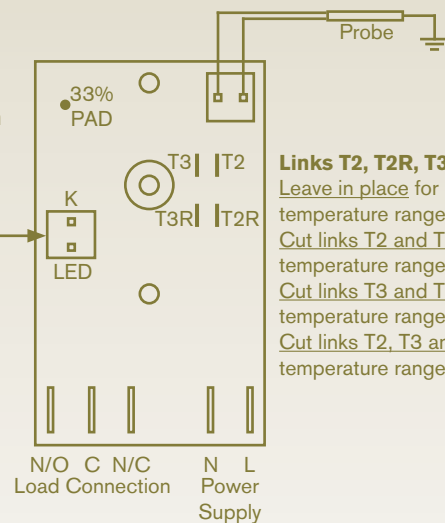 Probe
33%
PAD
T3 T2
T3R T2R
K
LED
Links T2, T2R, T3
Leave in place for
temperature range
Cut links T2 and
temperature range
Cut links T3 and
temperature range
Cut links T2, T3
temperature range
N/O C N/C N L
Load Connection Power
Supply